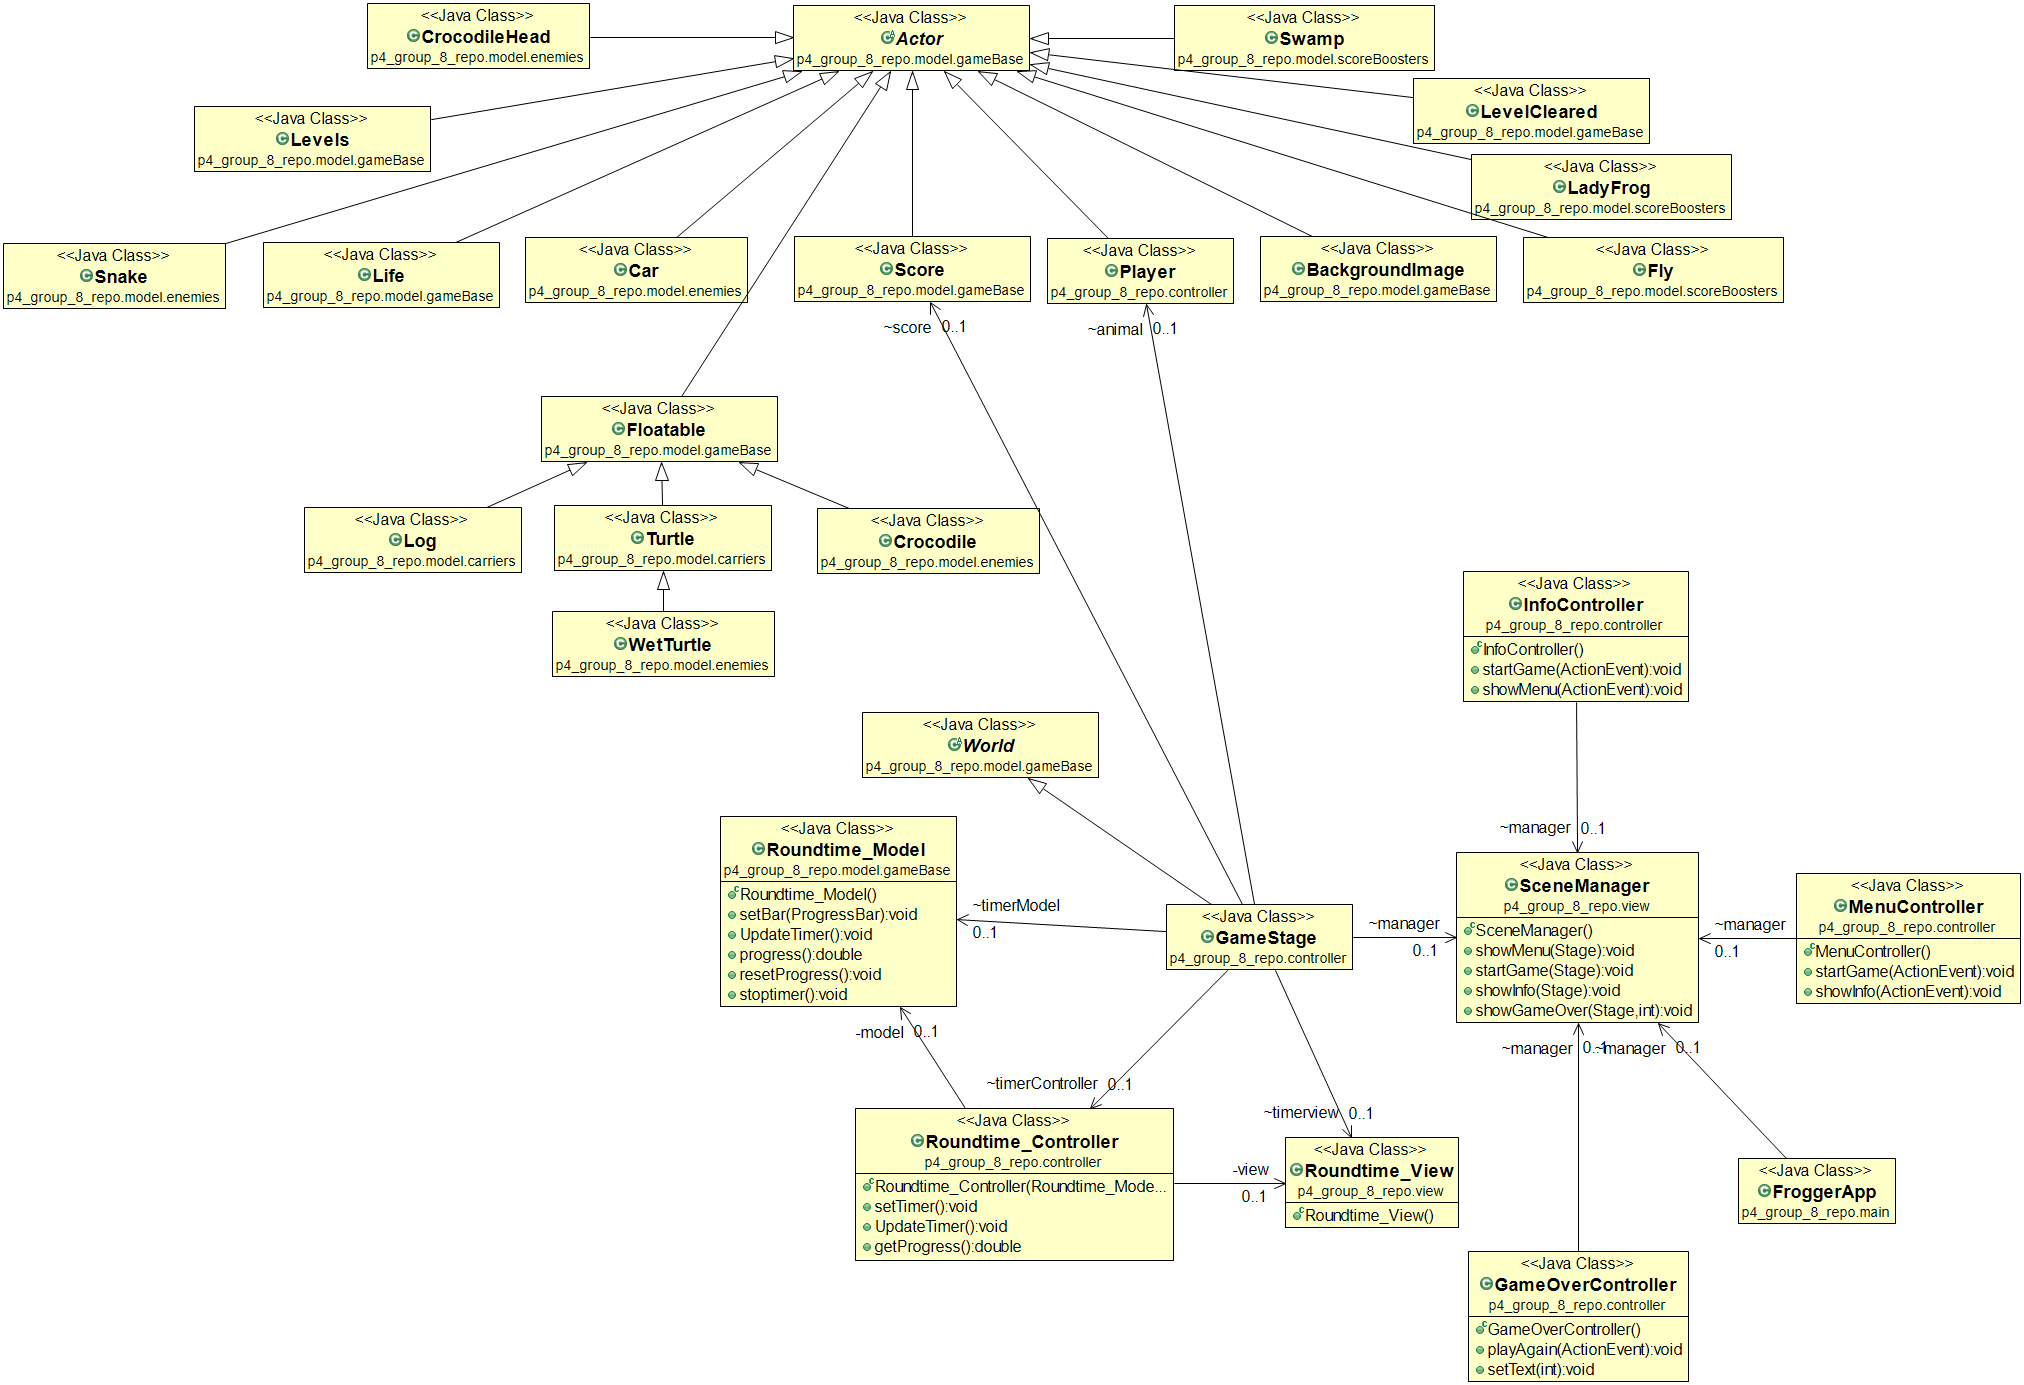 <<Java Class>>
CrocodileHead
p4_group_8_repo.model.enemies
<<Java Class>>
Actor
p4_group_8_repo.model.gameBase
<<Java Class>>
Swamp
p4_group_8_repo.model.scoreBoosters
<<Java Class>>
LevelCleared
p4_group_8_repo.model.gameBase
<<Java Class>>
Levels
p4_group_8_repo.model.gameBase
<<Java Class>>
LadyFrog
p4_group_8_repo.model.scoreBoosters
<<Java Class>>
Snake
p4_group_8_repo.model.enemies
<<Java Class>>
Life
p4_group_8_repo.model.gameBase
<<Java Class>>
Car
p4_group_8_repo.model.enemies
<<Java Class>>
Score
p4_group_8_repo.model.gameBase
<<Java Class>>
Player
p4_group_8_repo.controller
<<Java Class>>
BackgroundImage
p4_group_8_repo.model.gameBase
<<Java Class>>
Fly
p4_group_8_repo.model.scoreBoosters
~score 0..1
~animal 0..1
<<Java Class>>
Floatable
p4_group_8_repo.model.gameBase
<<Java Class>>
Log
p4_group_8_repo.model.carriers
<<Java Class>>
Turtle
p4_group_8_repo.model.carriers
<<Java Class>>
Crocodile
p4_group_8_repo.model.enemies
<<Java Class>>
WetTurtle
p4_group_8_repo.model.enemies
<<Java Class>>
InfoController
p4_group_8_repo.controller
InfoController()
startGame(ActionEvent):void
showMenu(ActionEvent):void
<<Java Class>>
World
p4_group_8_repo.model.gameBase
~manager 0..1
<<Java Class>>
Roundtime_Model
p4_group_8_repo.model.gameBase
Roundtime_Model()
setBar(ProgressBar):void
UpdateTimer():void
progress():double
resetProgress():void
stoptimer():void
~timerModel
0..1
<<Java Class>>
GameStage
p4_group_8_repo.controller
~manager
0..1
<<Java Class>>
SceneManager
p4_group_8_repo.view
SceneManager()
showMenu(Stage):void
startGame(Stage):void
showInfo(Stage):void
showGameOver(Stage,int):void
~manager
0..1
<<Java Class>>
MenuController
p4_group_8_repo.controller
MenuController()
startGame(ActionEvent):void
showInfo(ActionEvent):void
-model 0..1
~manager 0..1
~manager 0..1
~timerController 0..1
~timerview 0..1
<<Java Class>>
Roundtime_Controller
p4_group_8_repo.controller
Roundtime_Controller(Roundtime_Mode...
setTimer():void
UpdateTimer():void
getProgress():double
-view
0..1
<<Java Class>>
Roundtime_View
p4_group_8_repo.view
Roundtime_View()
<<Java Class>>
FroggerApp
p4_group_8_repo.main
<<Java Class>>
GameOverController
p4_group_8_repo.controller
GameOverController()
playAgain(ActionEvent):void
setText(int):void